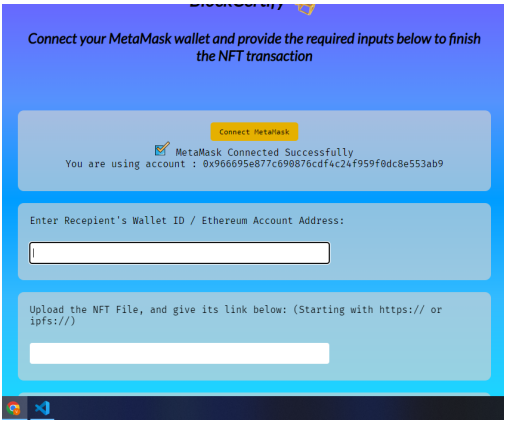 BlockCertify
Connect your MetaMask wallet and provide the required inputs below to finish
the NFT transaction
Connect MetaMask
MetaMask Connected Successfully
You are using account : 0x966695e877c690876cdf4c24f959f0dc8e553ab9
Enter Recepient's Wallet ID / Ethereum Account Address:
Upload the NFT File, and give its link below: (Starting with https:// or
ipfs://)